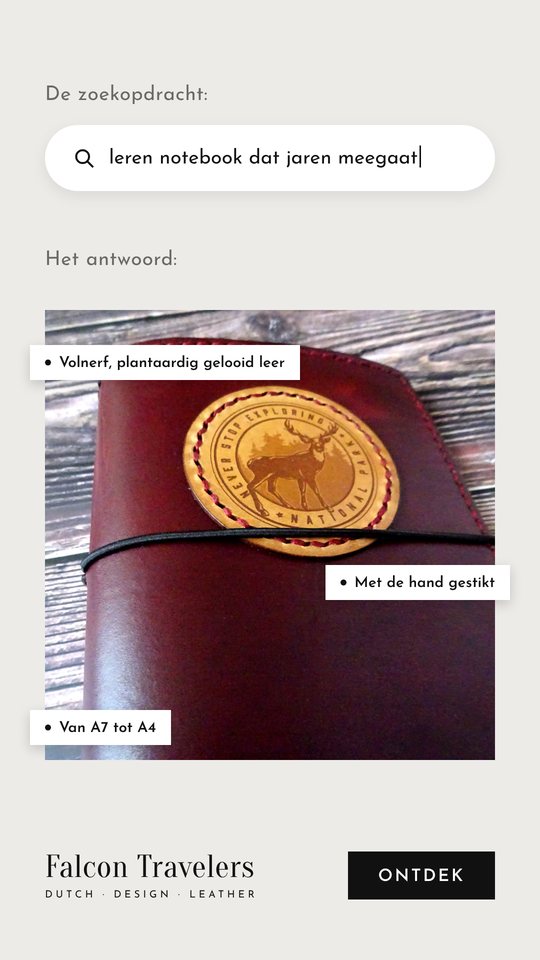 De zoekopdracht:
leren notebook dat jaren meegaat
Het antwoord:
• Volnerf, plantaardig gelooid leer
NEVER STOP EXPLORING
NATIONAL PARK
• Met de hand gestikt
• Van A7 tot A4
Falcon Travelers
DUTCH · DESIGN · LEATHER
ONTDEK